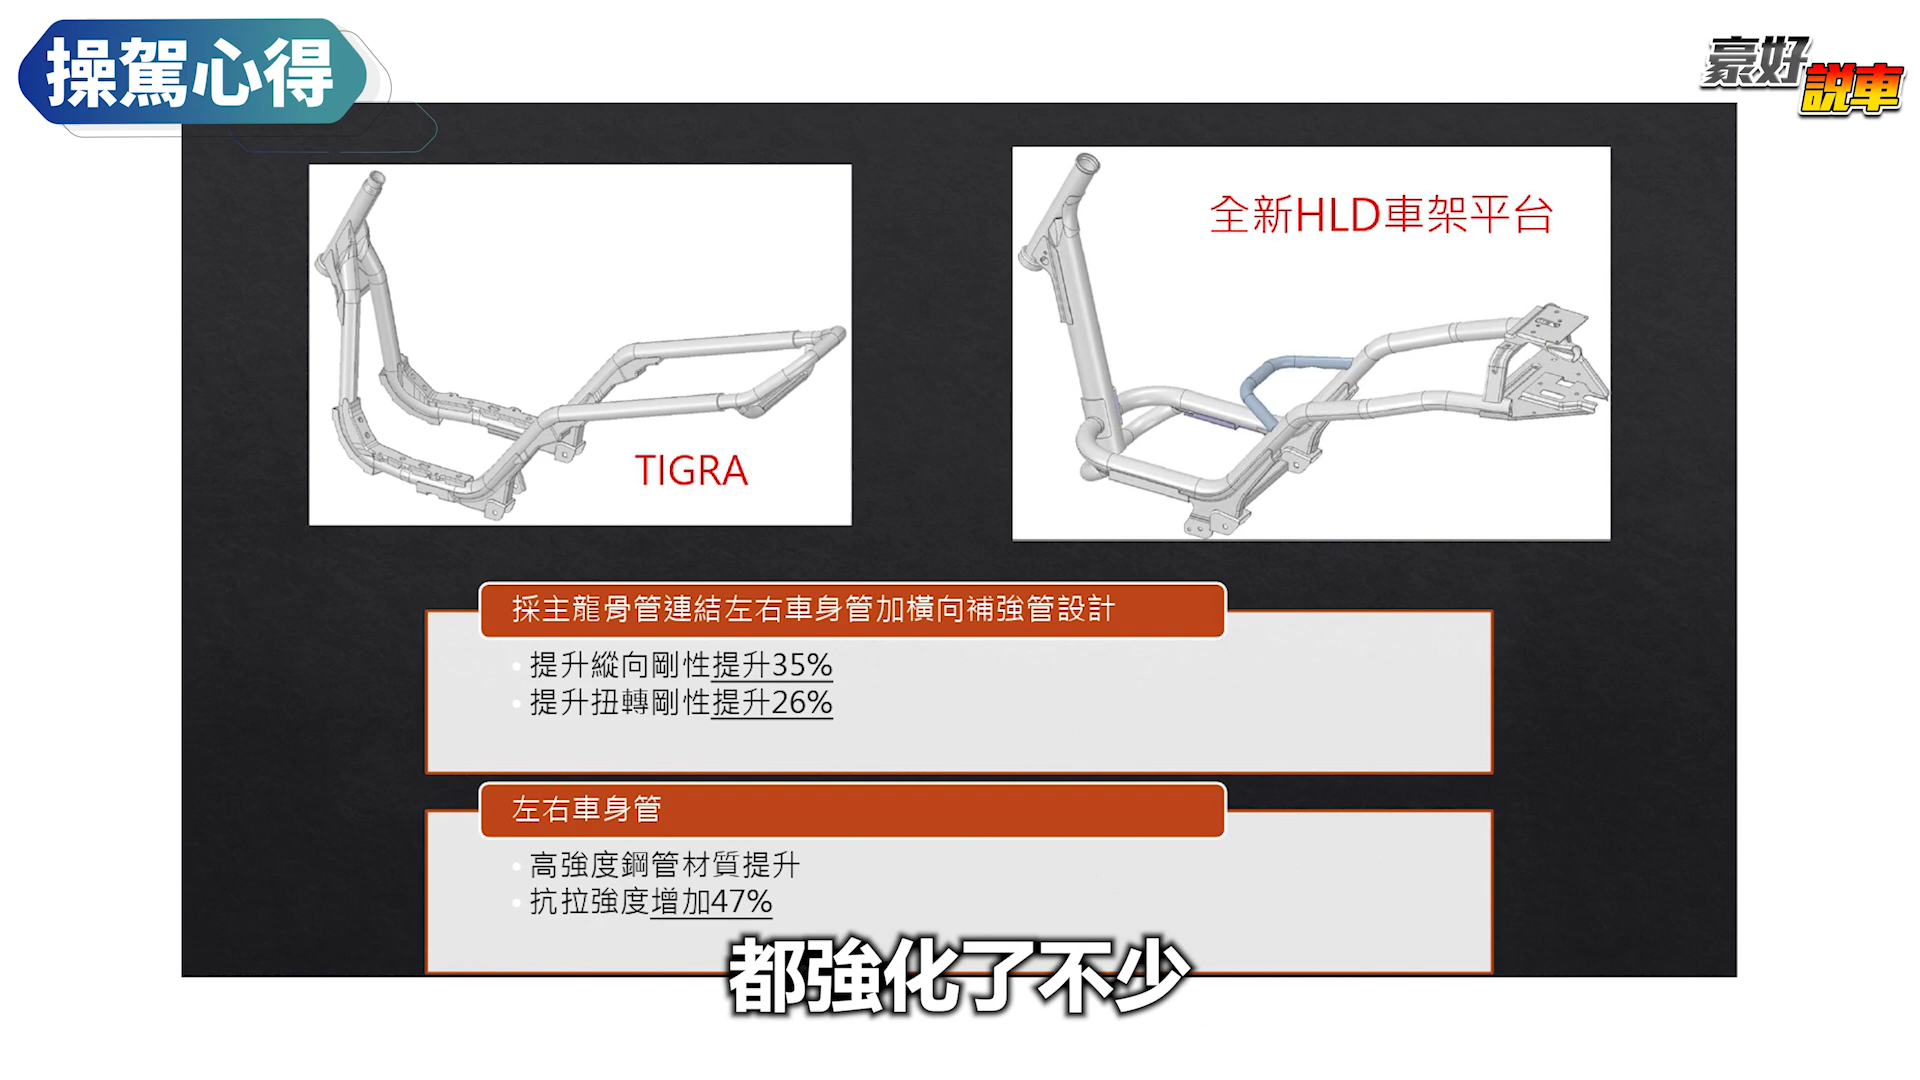 操駕心得
豪好
說車
全新HLD車架平台
TIGRA
採主龍骨管連結左右車身管加橫向補強管設計
提升縱向剛性提升35%
提升扭轉剛性提升26%
左右車身管
高強度鋼管材質提升
抗拉強度增加47%
都強化了不少